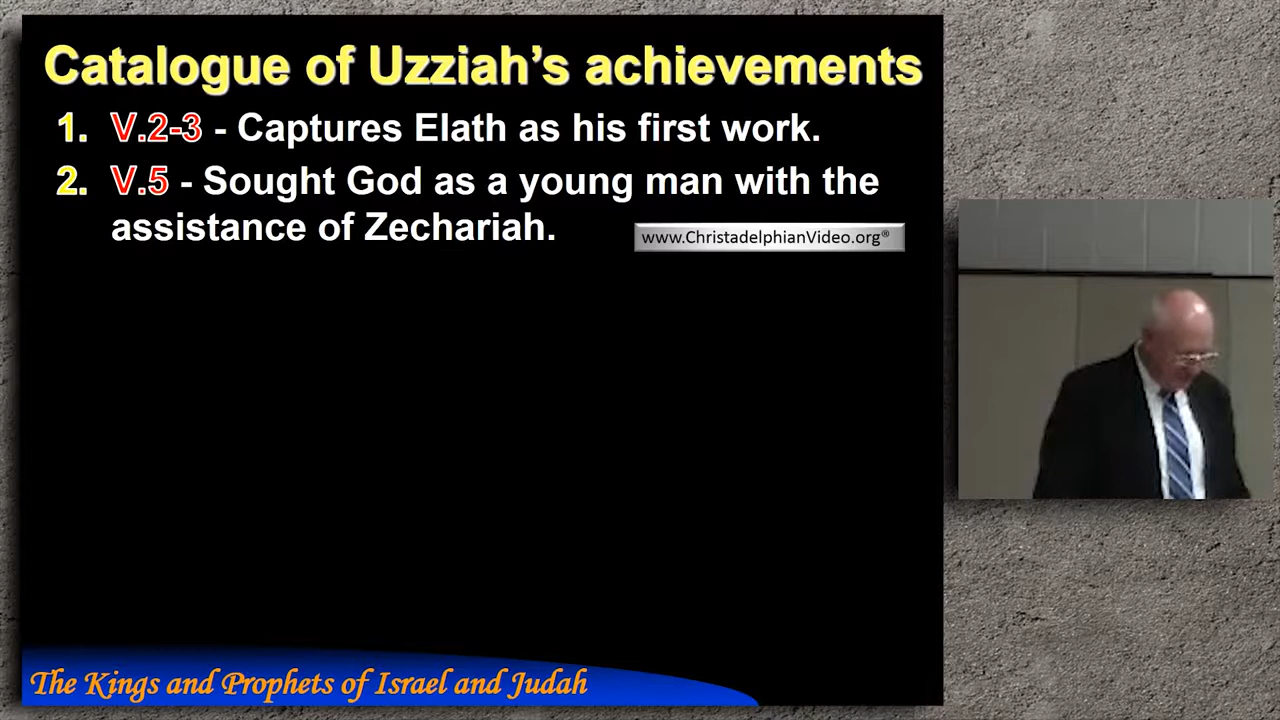 Catalogue of Uzziah’s achievements
1. V.2-3 - Captures Elath as his first work.
2. V.5 - Sought God as a young man with the
assistance of Zechariah.
www.ChristadelphianVideo.org®
The Kings and Prophets of Israel and Judah